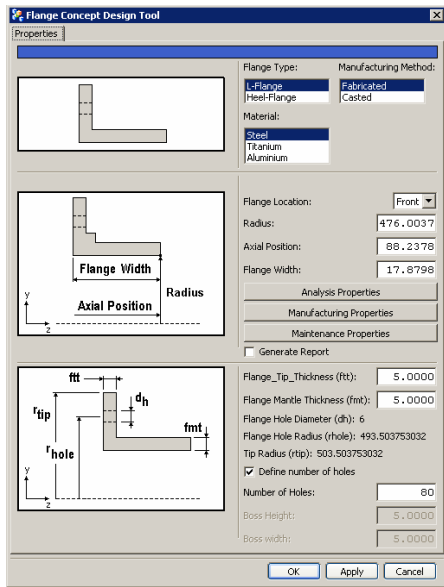 Flange Concept Design Tool
Properties
Flange Type:
Manufacturing Method:
L-Flange
Heel-Flange
Fabricated
Casted
Material:
Steel
Titanium
Aluminium
Flange Width
Axial Position
Radius
y
z
Flange Location:
Front
Radius:
476.0037
Axial Position:
88.2378
Flange Width:
17.8798
Analysis Properties
Manufacturing Properties
Maintenance Properties
Generate Report
ftt
rtip
dh
rhole
fmt
y
z
Flange_Tip_Thickness (ftt):
5.0000
Flange Mantle Thickness (fmt):
5.0000
Flange Hole Diameter (dh): 6
Flange Hole Radius (rhole): 493.503753032
Tip Radius (rtip): 503.503753032
Define number of holes
Number of Holes:
80
Boss Height:
5.0000
Boss width:
5.0000
OK
Apply
Cancel